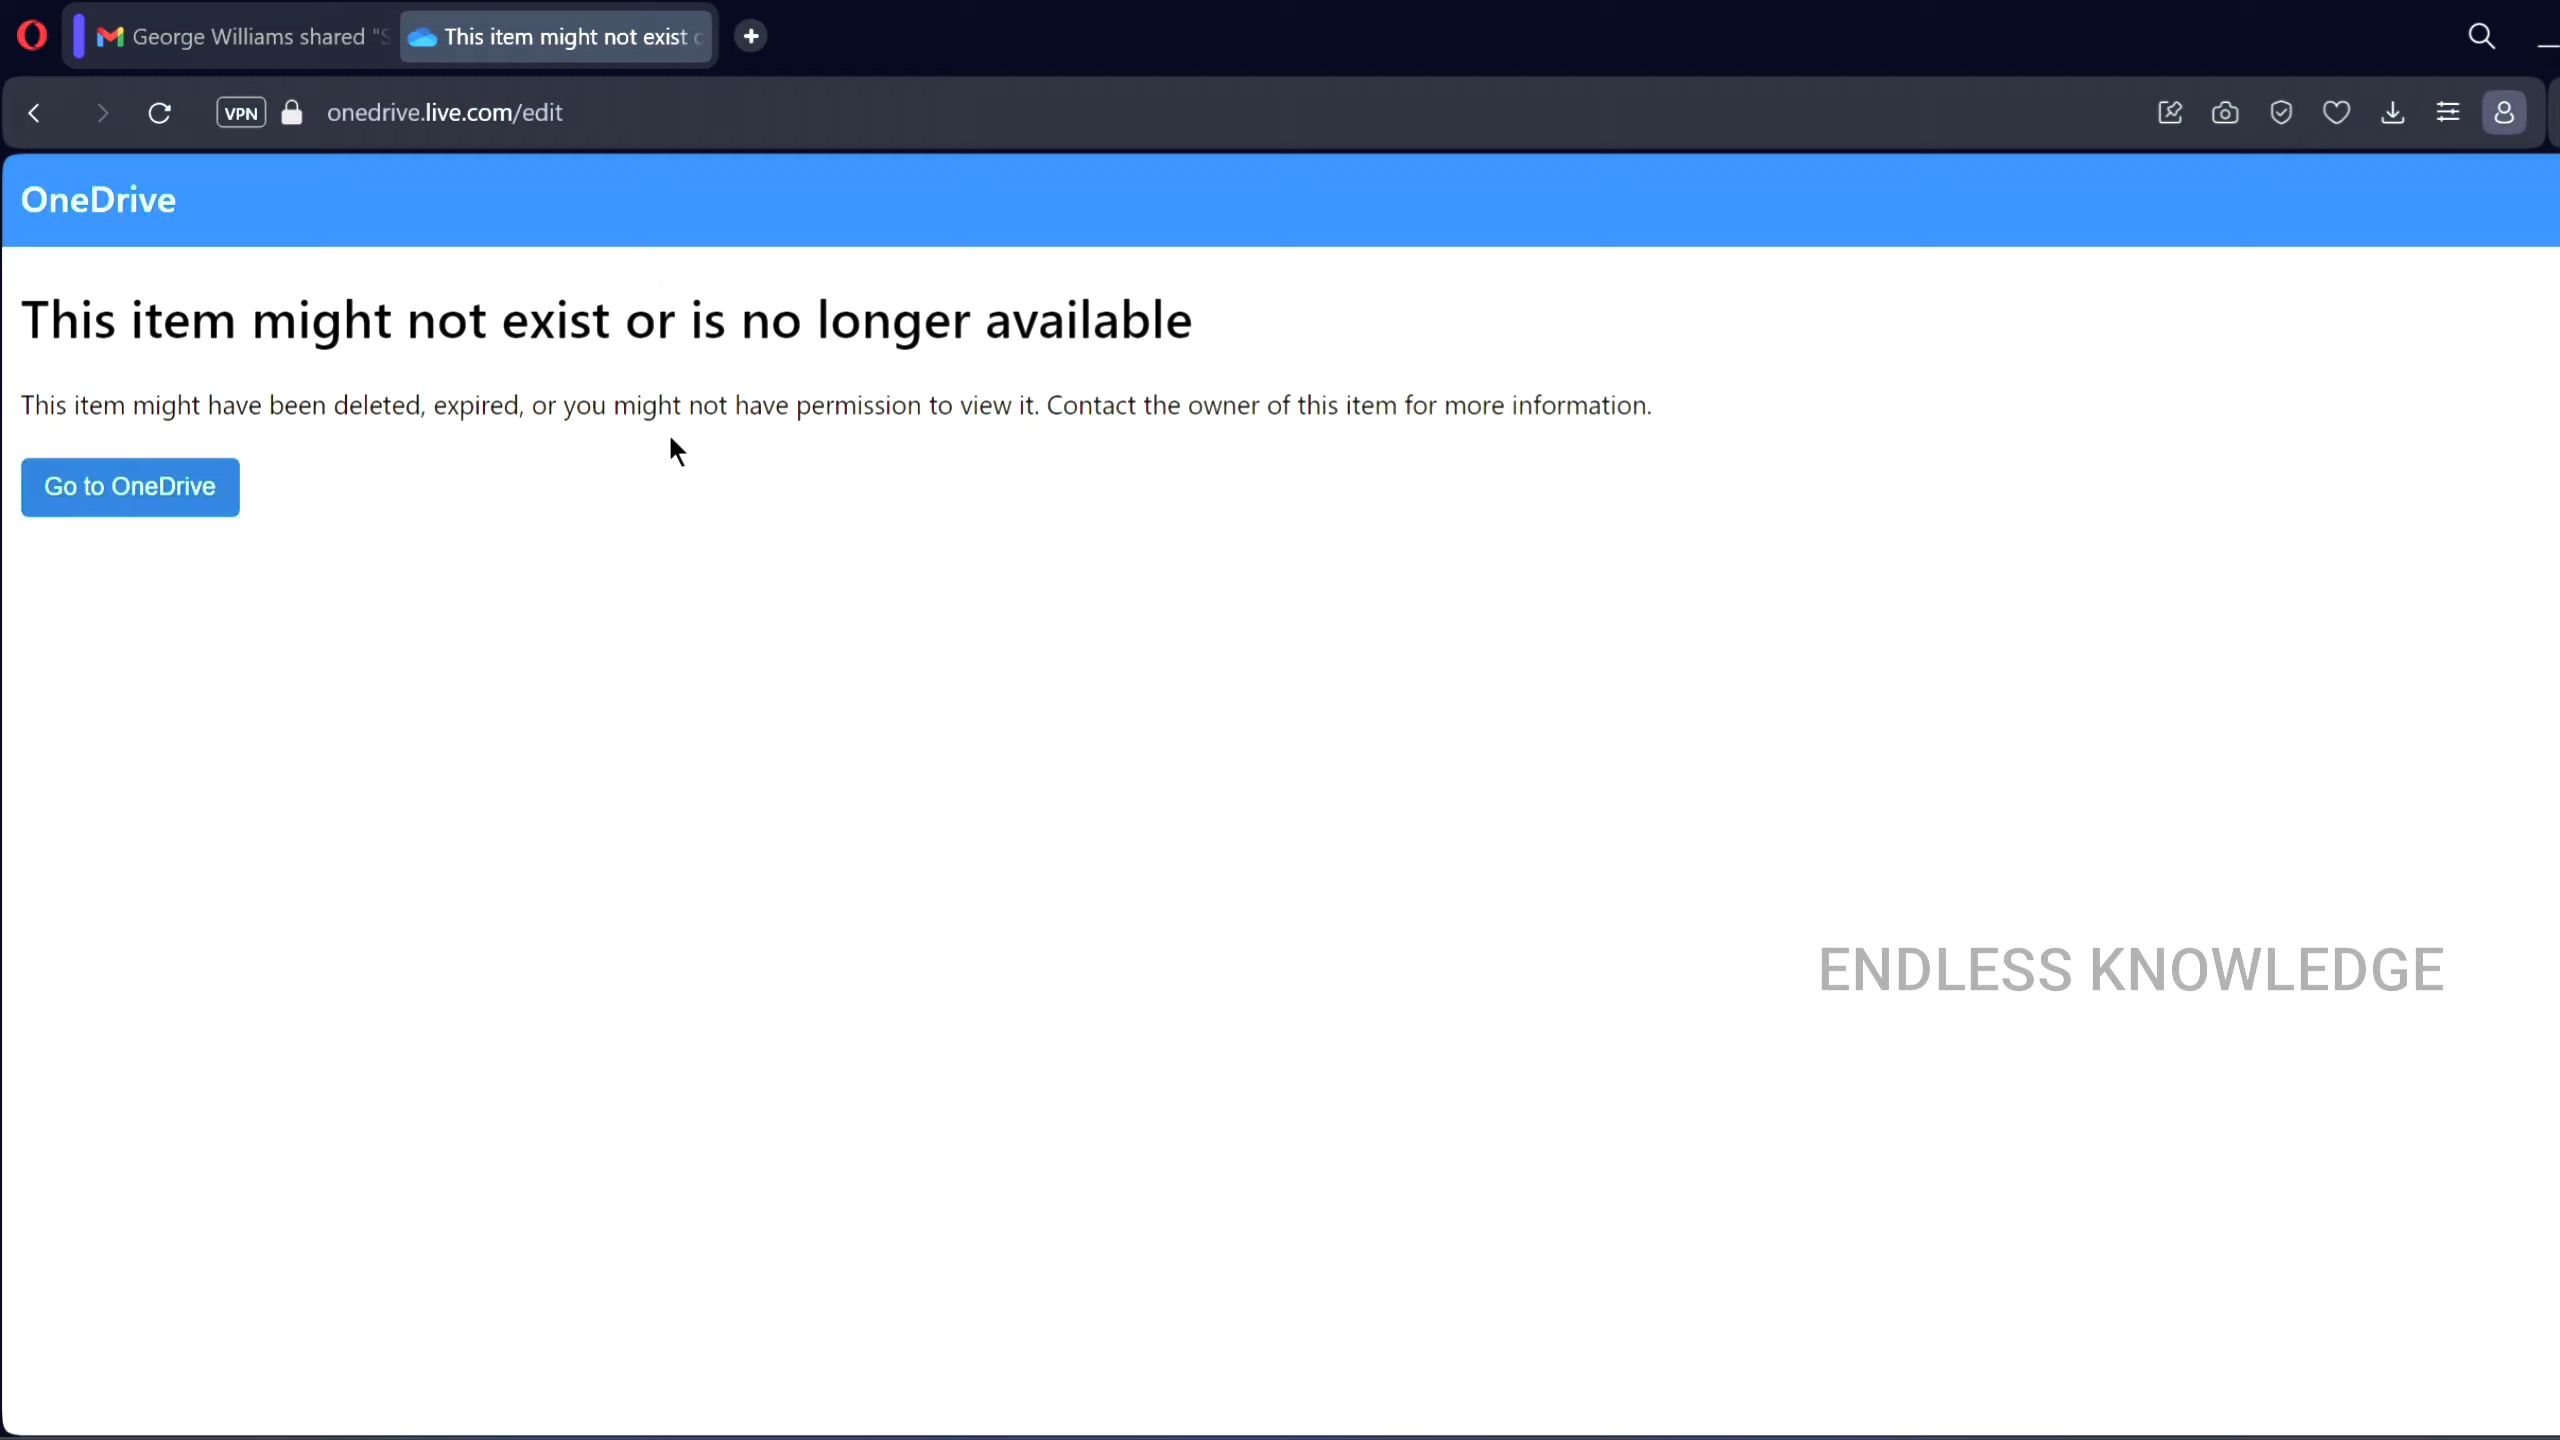 George Williams shared "S
This item might not exist
VPN
onedrive.live.com/edit
OneDrive
This item might not exist or is no longer available
This item might have been deleted, expired, or you might not have permission to view it. Contact the owner of this item for more information.
Go to OneDrive
ENDLESS KNOWLEDGE